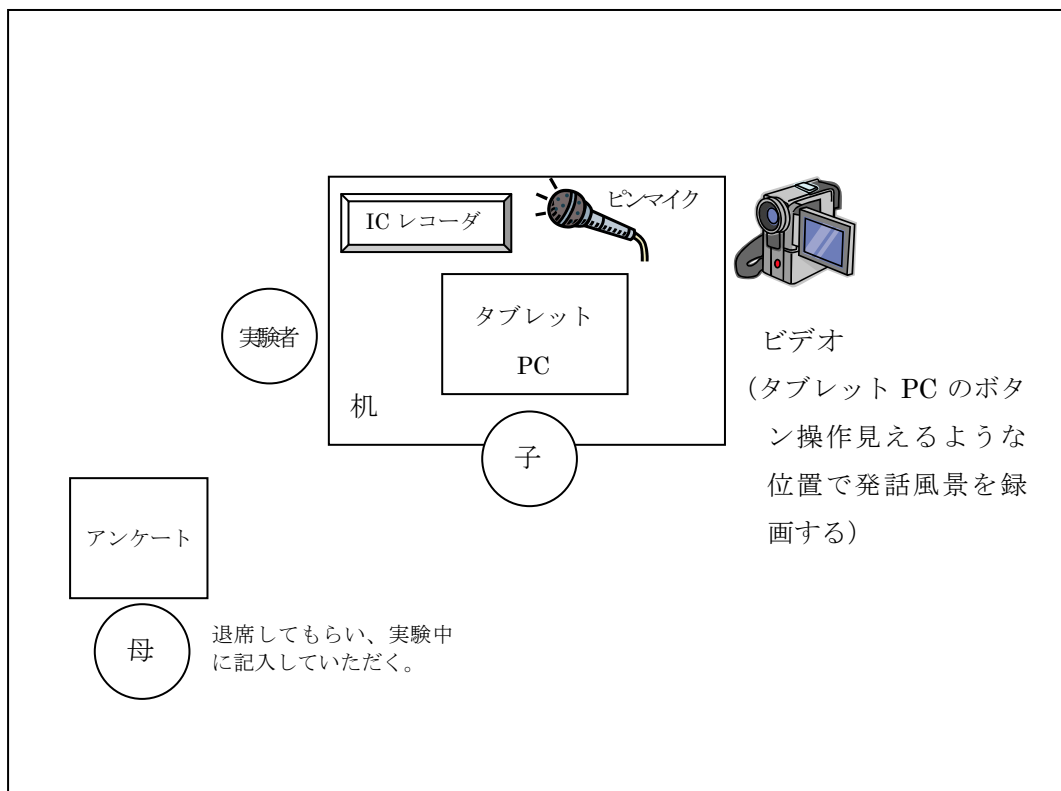 IC レコーダ
ピンマイク
タブレット
PC
実験者
机
子
ビデオ
（タブレット PC のボタ
ン操作見えるような
位置で発話風景を録
画する）
アンケート
母
退席してもらい、実験中
に記入していただく。